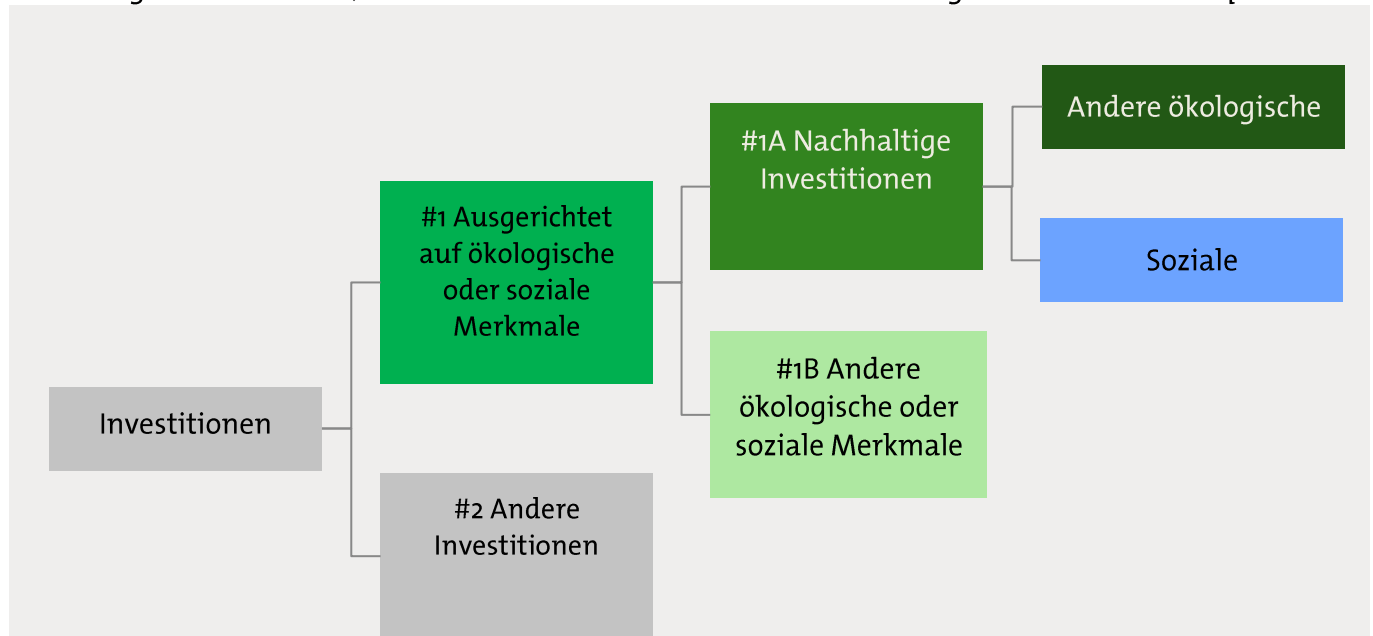 Andere ökologische
#1A Nachhaltige
Investitionen
#1 Ausgerichtet
auf ökologische
oder soziale
Merkmale
Soziale
#1B Andere
ökologische oder
soziale Merkmale
Investitionen
#2 Andere
Investitionen